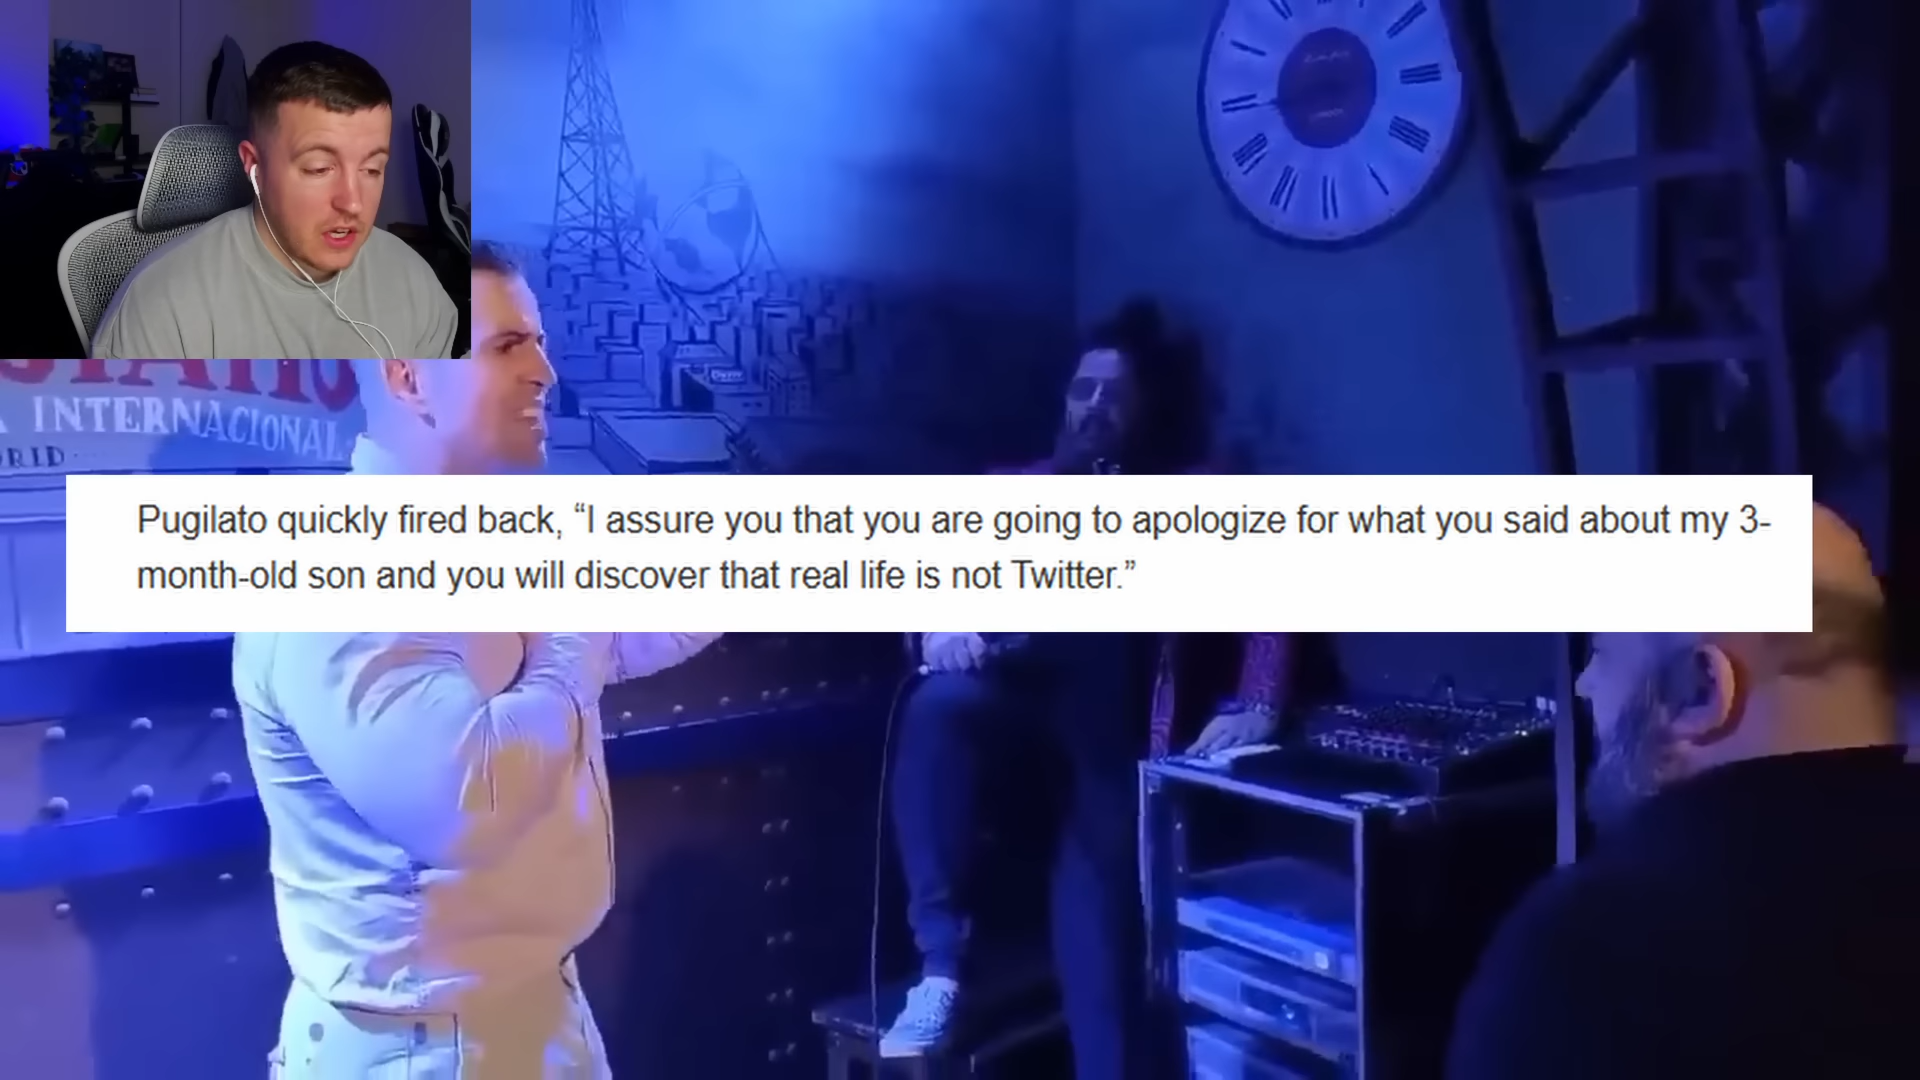 INTERNACIONAL
Pugilato quickly fired back, “I assure you that you are going to apologize for what you said about my 3-
month-old son and you will discover that real life is not Twitter.”